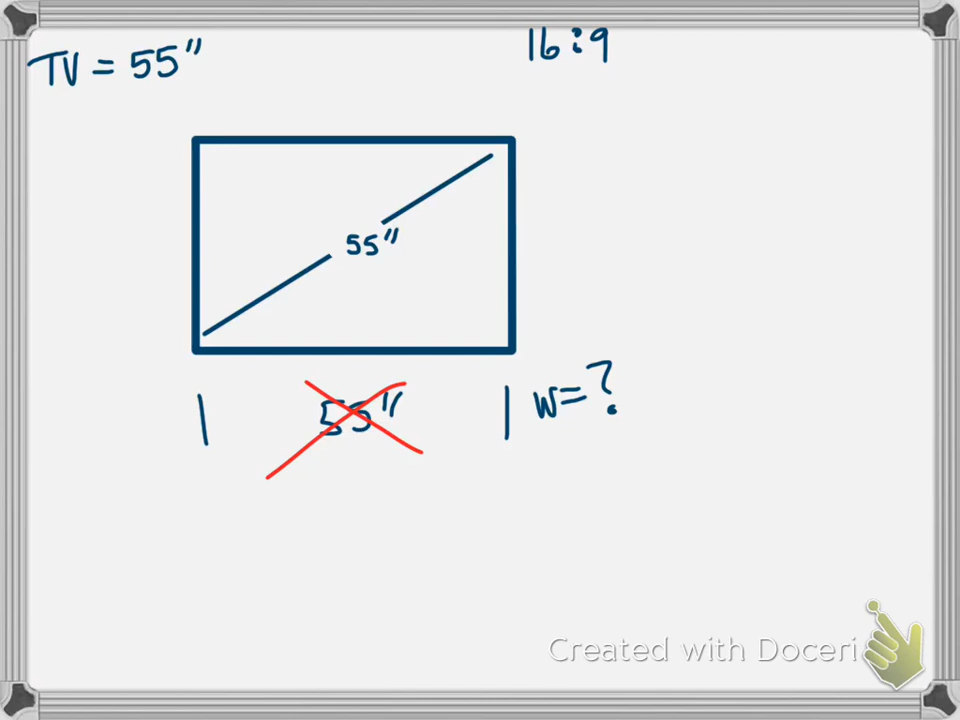 TV = 55"
16:9
55"
55"
W=?
Created with Doceri